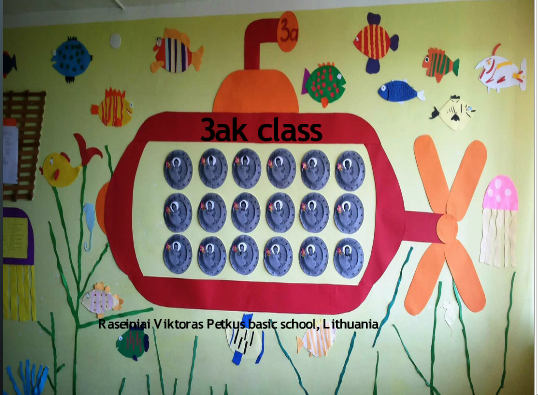 3a
3ak class
Raseiniai Viktoras Petkus basic school, Lithuania